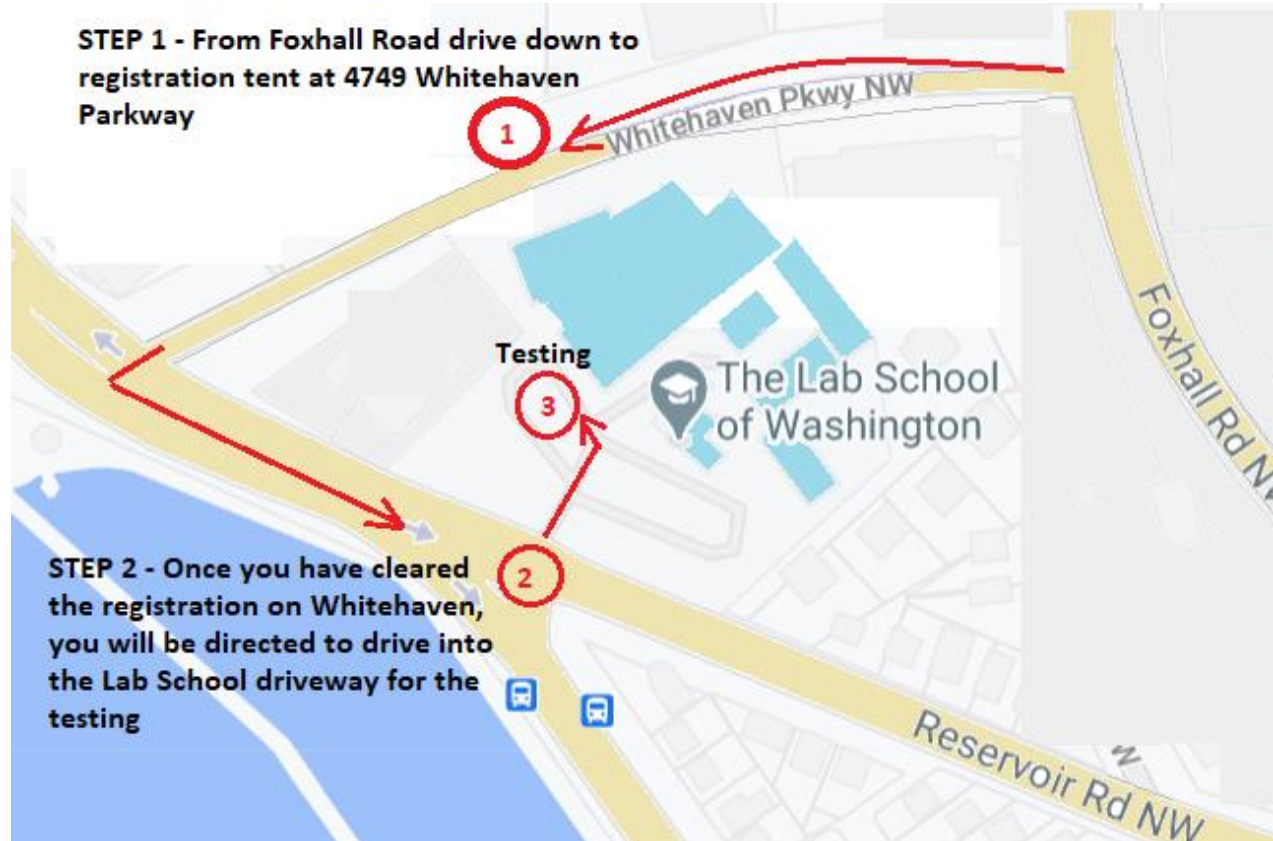 STEP 1 - From Foxhall Road drive down to
registration tent at 4749 Whitehaven
Parkway
1
Whitehaven Pkwy NW
Foxhall Rd NW
Testing
3
The Lab School
of Washington
2
STEP 2 - Once you have cleared
the registration on Whitehaven,
you will be directed to drive into
the Lab School driveway for the
testing
Reservoir Rd NW
W